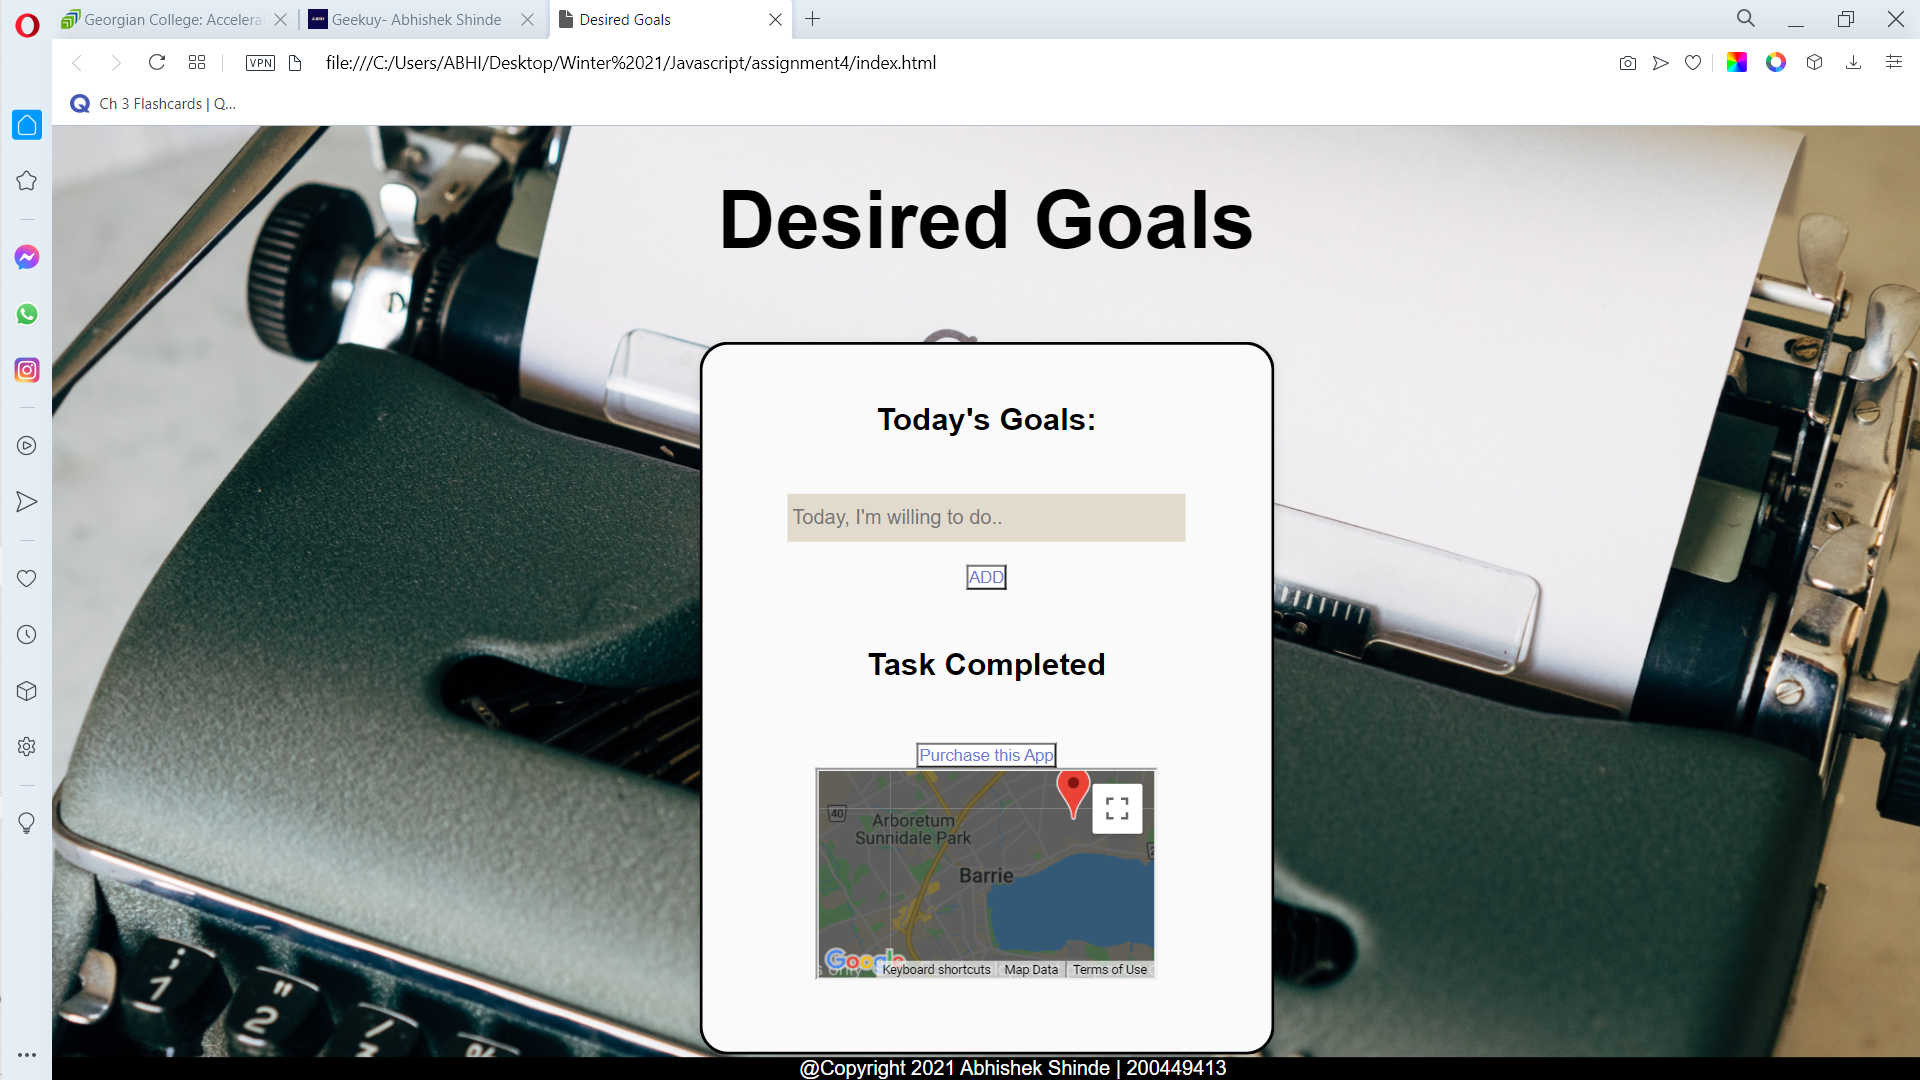 Georgian College: Accelera
Geekuy- Abhishek Shinde
Desired Goals
VPN
file:///C:/Users/ABHI/Desktop/Winter%2021/Javascript/assignment4/index.html
Ch 3 Flashcards | Q...
Desired Goals
Today's Goals:
Today, I'm willing to do..
ADD
Task Completed
Purchase this App
40
Arboretum
Sunnidale Park
Barrie
Google
Keyboard shortcuts
Map Data
Terms of Use
1
2
%
@Copyright 2021 Abhishek Shinde | 200449413